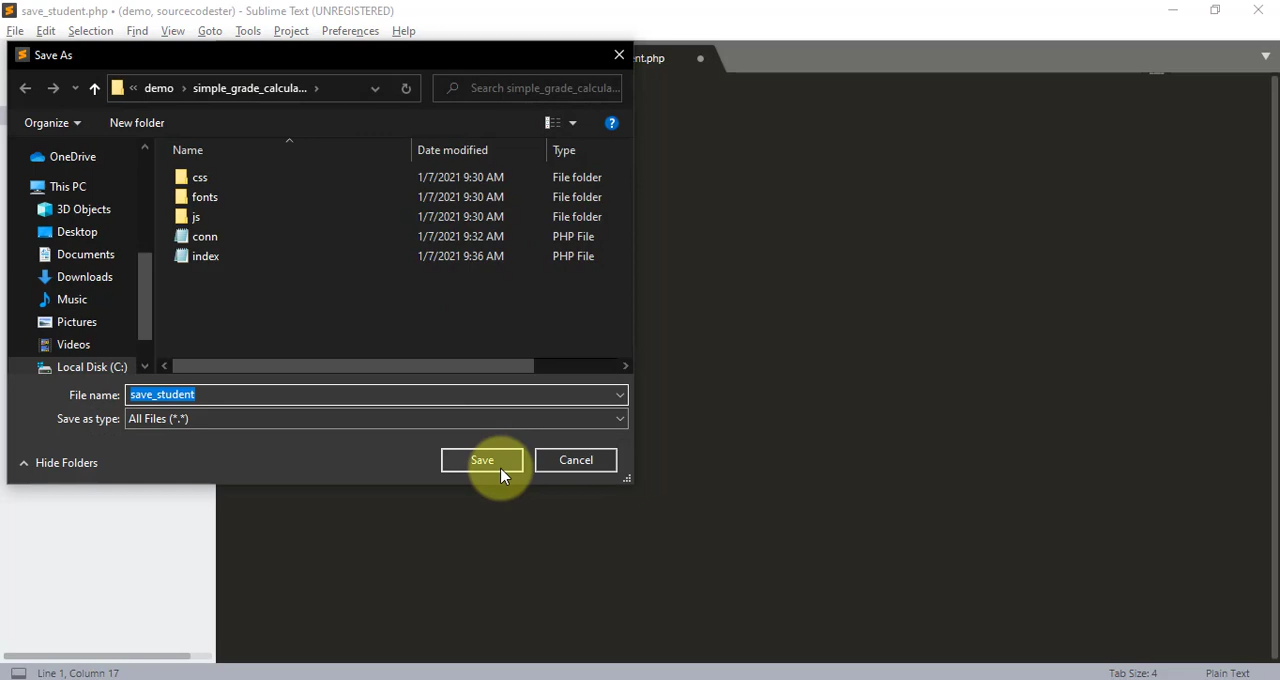 save_student.php • (demo, sourcecodester) - Sublime Text (UNREGISTERED)
File Edit Selection Find View Goto Tools Project Preferences Help
Save As
nt.php
« demo › simple_grade_calcula... ›
Search simple_grade_calcula...
Organize
New folder
Name Date modified Type
OneDrive
This PC
3D Objects
Desktop
Documents
Downloads
Music
Pictures
Videos
Local Disk (C:)
css 1/7/2021 9:30 AM File folder
fonts 1/7/2021 9:30 AM File folder
js 1/7/2021 9:30 AM File folder
conn 1/7/2021 9:32 AM PHP File
index 1/7/2021 9:36 AM PHP File
File name: save_student
Save as type: All Files (*.*)
Hide Folders
Save
Cancel
Line 1, Column 17
Tab Size: 4
Plain Text